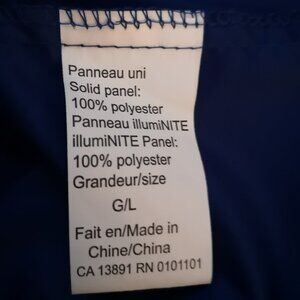 Panneau uni
Solid panel:
100% polyester
Panneau illumiNITE
illumiNITE Panel:
100% polyester
Grandeur/size
G/L
Fait en/Made in
Chine/China
CA 13891 RN 0101101